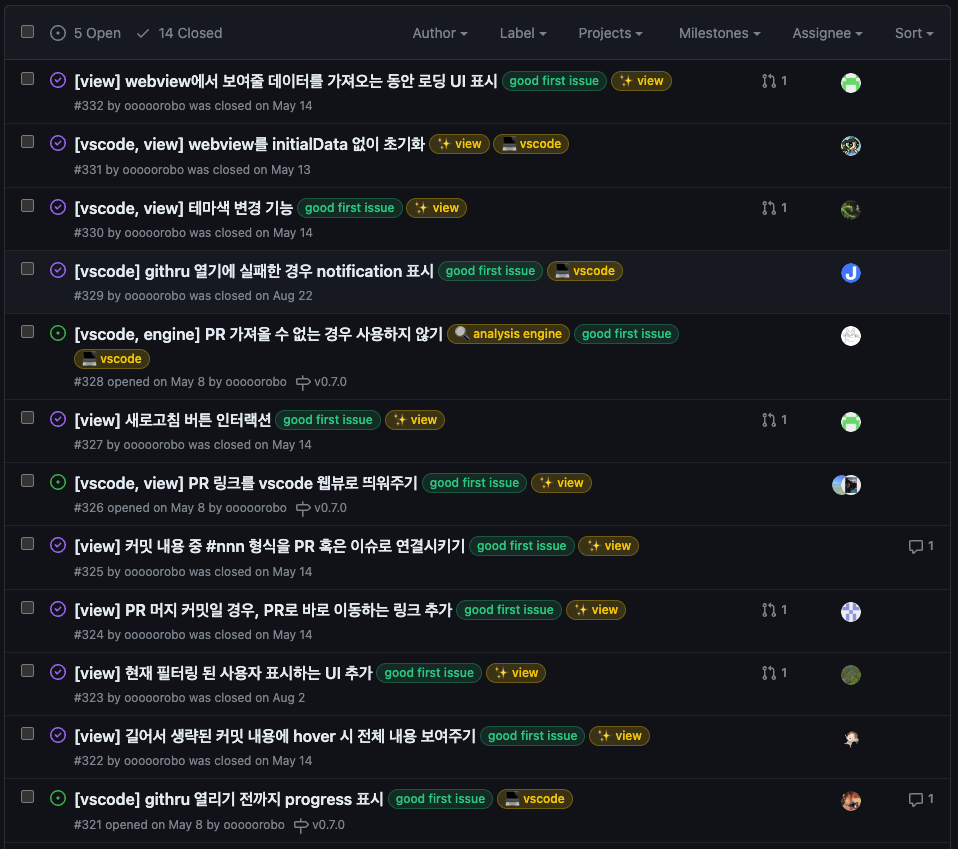 5 Open 14 Closed Author Label Projects Milestones Assignee Sort
[view] webview에서 보여줄 데이터를 가져오는 동안 로딩 UI 표시 good first issue ✨ view 1
#332 by ooooorobo was closed on May 14
[vscode, view] webview를 initialData 없이 초기화 ✨ view 💻 vscode
#331 by ooooorobo was closed on May 13
[vscode, view] 테마색 변경 기능 good first issue ✨ view 1
#330 by ooooorobo was closed on May 14
[vscode] githru 열기에 실패한 경우 notification 표시 good first issue 💻 vscode
#329 by ooooorobo was closed on Aug 22
[vscode, engine] PR 가져올 수 없는 경우 사용하지 않기 🔍 analysis engine good first issue
💻 vscode
#328 opened on May 8 by ooooorobo v0.7.0
[view] 새로고침 버튼 인터랙션 good first issue ✨ view 1
#327 by ooooorobo was closed on May 14
[vscode, view] PR 링크를 vscode 웹뷰로 띄워주기 good first issue ✨ view
#326 opened on May 8 by ooooorobo v0.7.0
[view] 커밋 내용 중 #nnn 형식을 PR 혹은 이슈로 연결시키기 good first issue ✨ view 1
#325 by ooooorobo was closed on May 14
[view] PR 머지 커밋일 경우, PR로 바로 이동하는 링크 추가 good first issue ✨ view 1
#324 by ooooorobo was closed on May 14
[view] 현재 필터링 된 사용자 표시하는 UI 추가 good first issue ✨ view 1
#323 by ooooorobo was closed on Aug 2
[view] 길어서 생략된 커밋 내용에 hover 시 전체 내용 보여주기 good first issue ✨ view
#322 by ooooorobo was closed on May 14
[vscode] githru 열리기 전까지 progress 표시 good first issue 💻 vscode 1
#321 opened on May 8 by ooooorobo v0.7.0